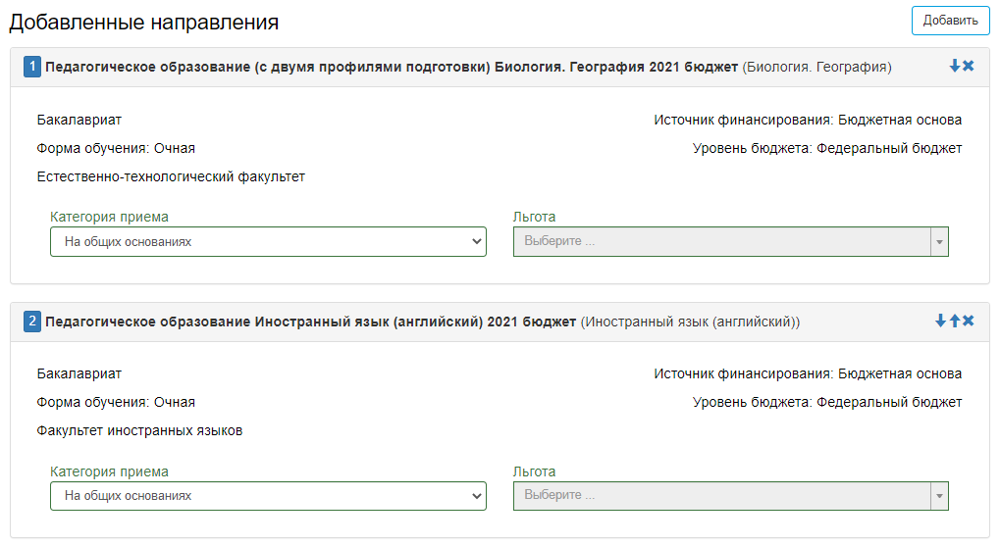 Добавленные направления
Добавить
1 Педагогическое образование (с двумя профилями подготовки) Биология. География 2021 бюджет (Биология. География)
Бакалавриат
Источник финансирования: Бюджетная основа
Форма обучения: Очная
Уровень бюджета: Федеральный бюджет
Естественно-технологический факультет
Категория приема
Льгота
На общих основаниях
Выберите ...
2 Педагогическое образование Иностранный язык (английский) 2021 бюджет (Иностранный язык (английский))
Бакалавриат
Источник финансирования: Бюджетная основа
Форма обучения: Очная
Уровень бюджета: Федеральный бюджет
Факультет иностранных языков
Категория приема
Льгота
На общих основаниях
Выберите ...